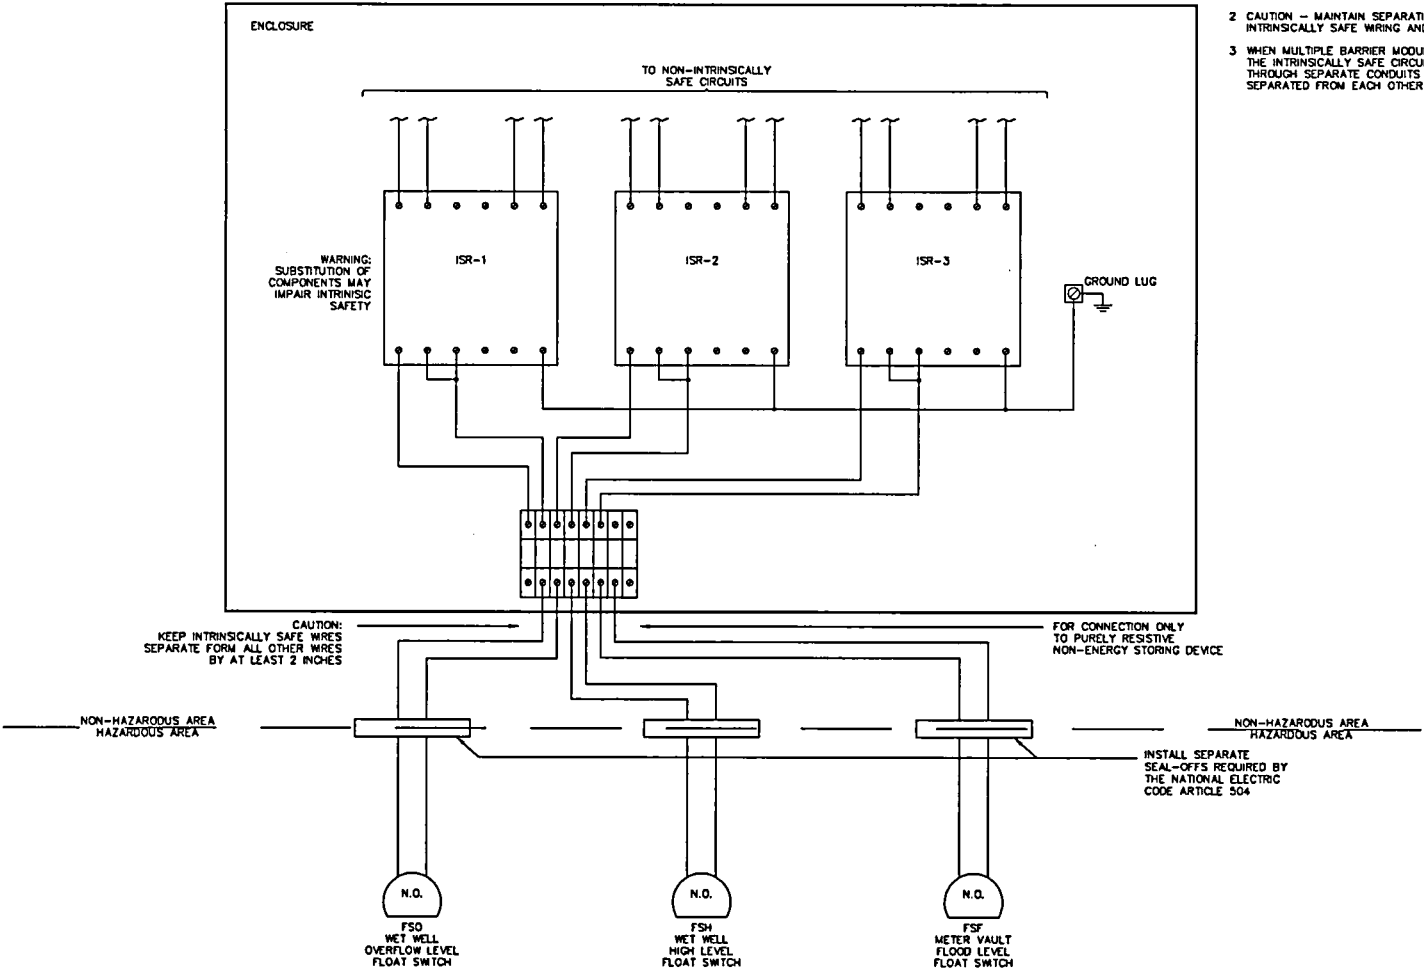 ENCLOSURE
2 CAUTION - MAINTAIN SEPARATI
INTRINSICALLY SAFE WIRING AN
3 WHEN MULTIPLE BARRIER MODU
THE INTRINSICALLY SAFE CIRCU
THROUGH SEPARATE CONDUITS
SEPARATED FROM EACH OTHER
TO NON-INTRINSICALLY
SAFE CIRCUITS
WARNING:
SUBSTITUTION OF
COMPONENTS MAY
IMPAIR INTRINISIC
SAFETY
ISR-1
ISR-2
ISR-3
GROUND LUG
CAUTION:
KEEP INTRINSICALLY SAFE WIRES
SEPARATE FORM ALL OTHER WIRES
BY AT LEAST 2 INCHES
FOR CONNECTION ONLY
TO PURELY RESISTIVE
NON-ENERGY STORING DEVICE
NON-HAZARODUS AREA
HAZARDOUS AREA
NON-HAZARODUS AREA
HAZARDOUS AREA
INSTALL SEPARATE
SEAL-OFFS REQUIRED BY
THE NATIONAL ELECTRIC
CODE ARTICLE 504
N.O.
N.O.
N.O.
FSO
WET WELL
OVERFLOW LEVEL
FLOAT SWITCH
FSH
WET WELL
HIGH LEVEL
FLOAT SWITCH
FSF
METER VAULT
FLOOD LEVEL
FLOAT SWITCH